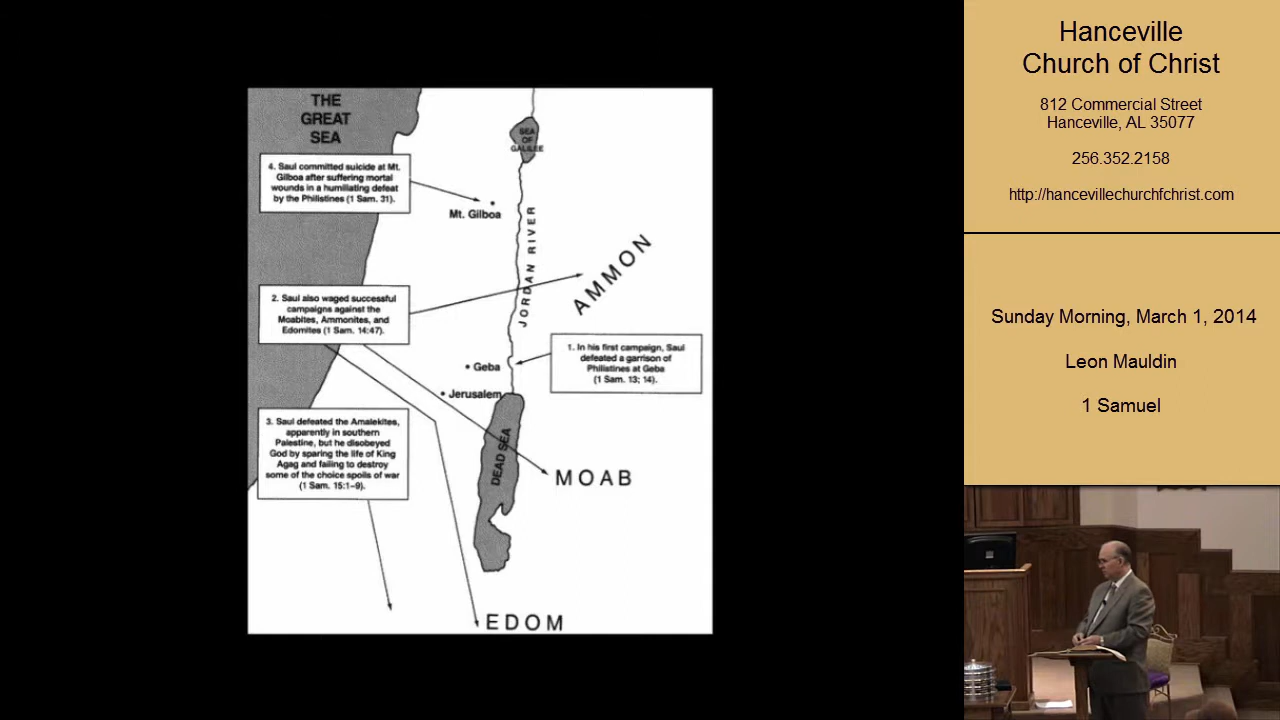 THE
GREAT
SEA
SEA
OF
GALILEE
4. Saul committed suicide at Mt.
Gilboa after suffering mortal
wounds in a humiliating defeat
by the Philistines (1 Sam. 31).
Mt. Gilboa
JORDAN RIVER
AMMON
2. Saul also waged successful
campaigns against the
Moabites, Ammonites, and
Edomites (1 Sam. 14:47).
1. In his first campaign, Saul
defeated a garrison of
Philistines at Geba
(1 Sam. 13; 14).
Geba
Jerusalem
3. Saul defeated the Amalekites,
apparently in southern
Palestine, but he disobeyed
God by sparing the life of King
Agag and failing to destroy
some of the choice spoils of war
(1 Sam. 15:1–9).
DEAD SEA
MOAB
EDOM
Hanceville
Church of Christ
812 Commercial Street
Hanceville, AL 35077
256.352.2158
http://hancevillechurchfchrist.com
Sunday Morning, March 1, 2014
Leon Mauldin
1 Samuel